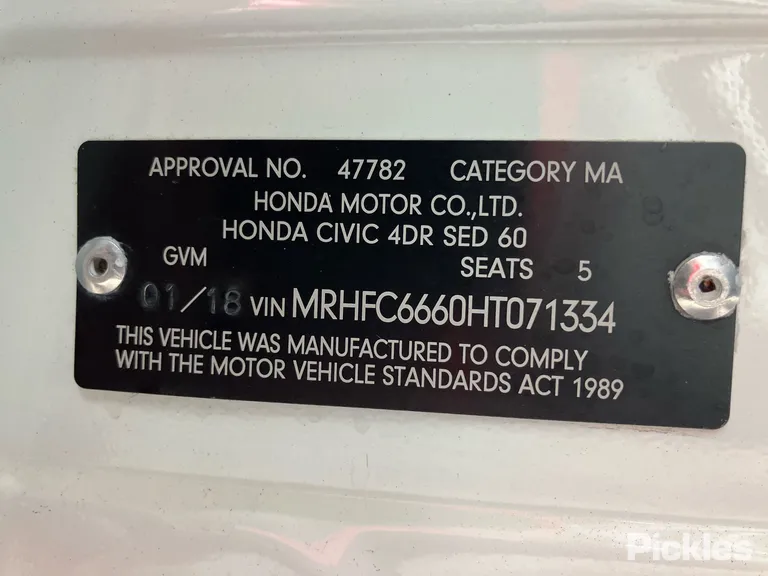 APPROVAL NO. 47782 CATEGORY MA
HONDA MOTOR CO.,LTD.
HONDA CIVIC 4DR SED 60
GVM SEATS 5
01/18 VIN MRHFC6660HT071334
THIS VEHICLE WAS MANUFACTURED TO COMPLY
WITH THE MOTOR VEHICLE STANDARDS ACT 1989
Pickles